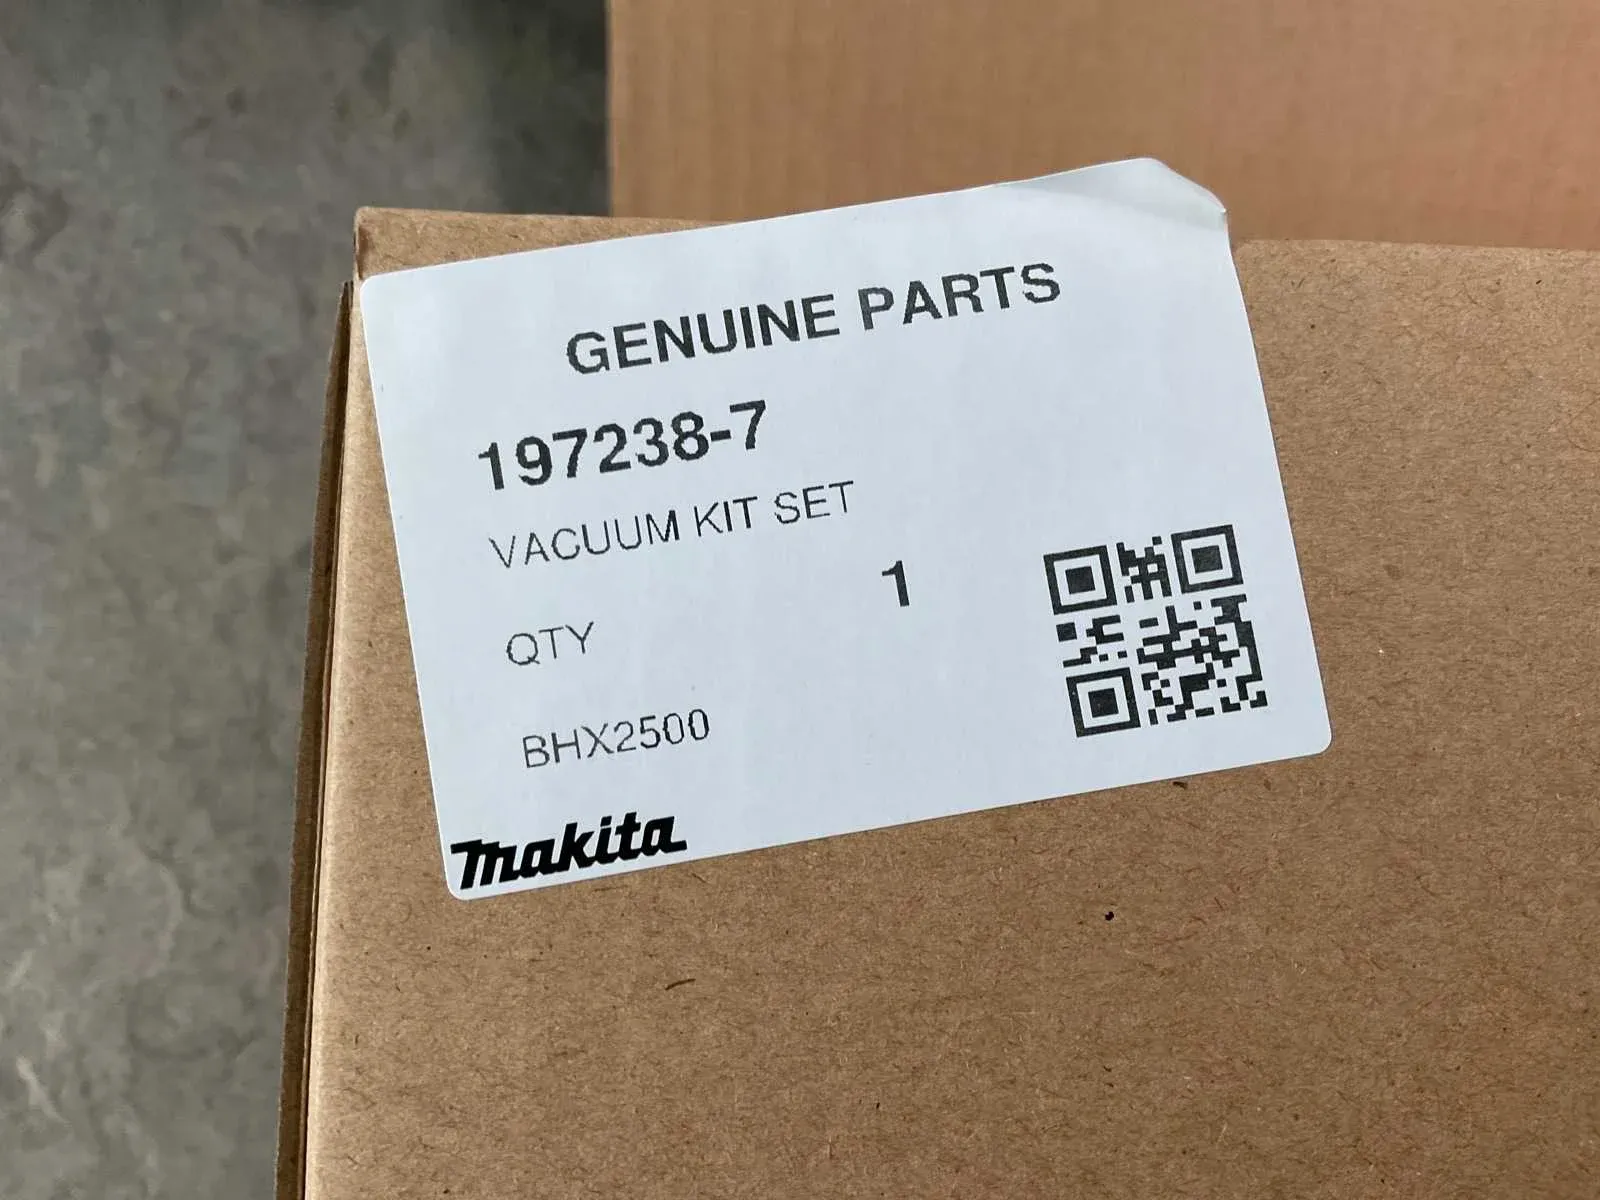 GENUINE PARTS
197238-7
VACUUM KIT SET
QTY 1
BHX2500
makita